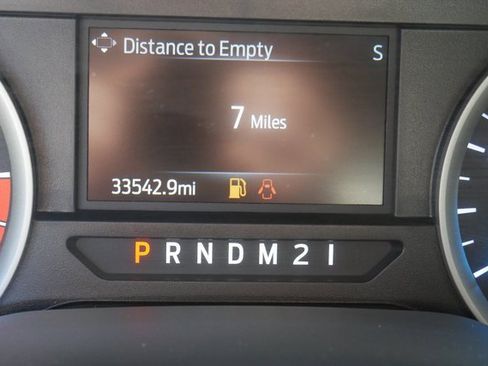 Distance to Empty S
7 Miles
33542.9mi
P R N D M 2 1